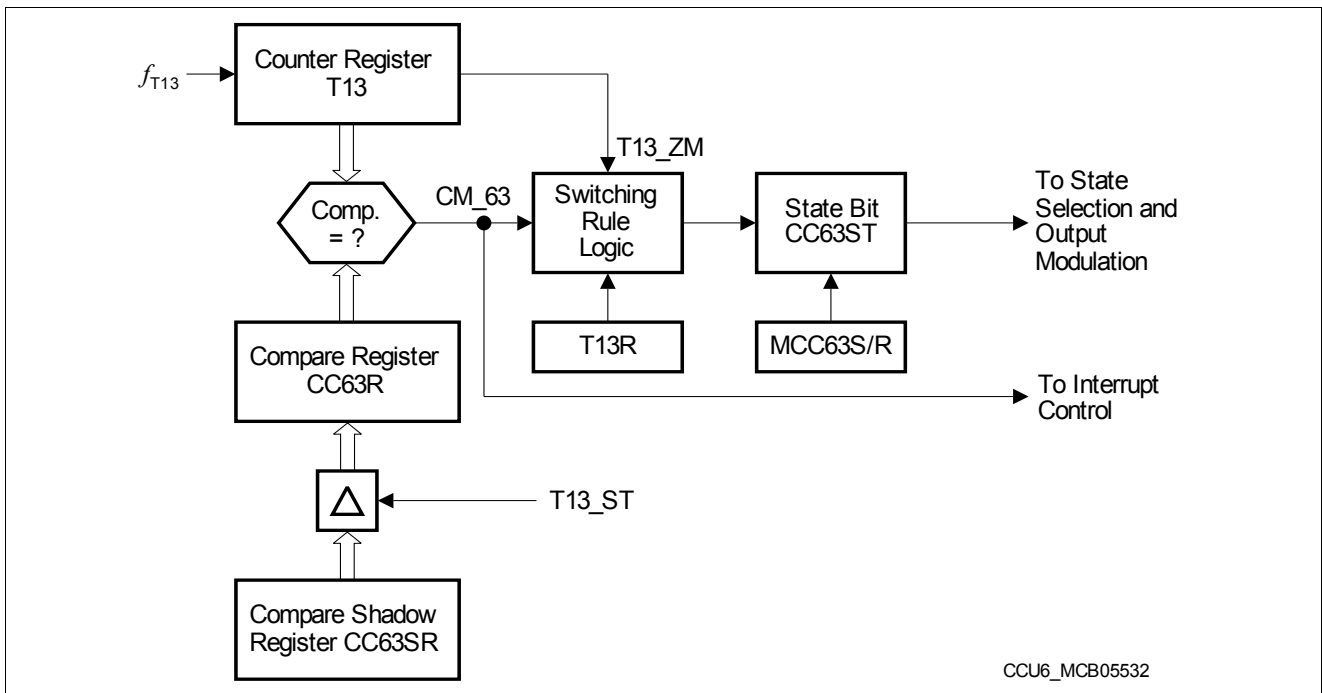 Counter Register
T13
fT13
T13_ZM
CM_63
Comp.
= ?
Switching
Rule
Logic
State Bit
CC63ST
To State
Selection and
Output
Modulation
T13R
MCC63S/R
Compare Register
CC63R
To Interrupt
Control
T13_ST
Compare Shadow
Register CC63SR
CCU6_MCB05532